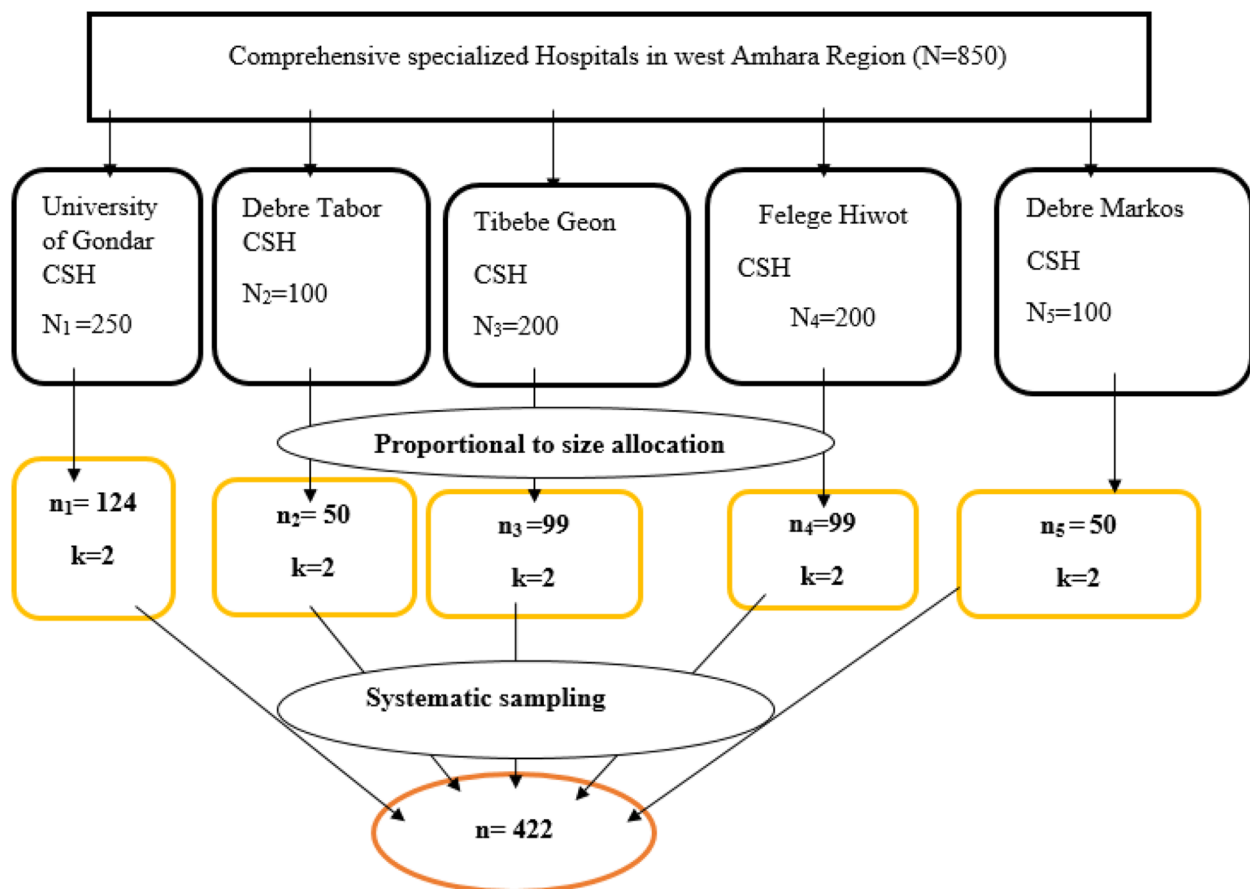 Comprehensive specialized Hospitals in west Amhara Region (N=850)
University
of Gondar
CSH
N₁ =250
Debre Tabor
CSH
N₂=100
Tibebe Geon
CSH
N₃=200
Felege Hiwot
CSH
N₄=200
Debre Markos
CSH
N₅=100
Proportional to size allocation
n₁= 124
k=2
n₂= 50
k=2
n₃ =99
k=2
n₄=99
k=2
n₅ = 50
k=2
Systematic sampling
n= 422